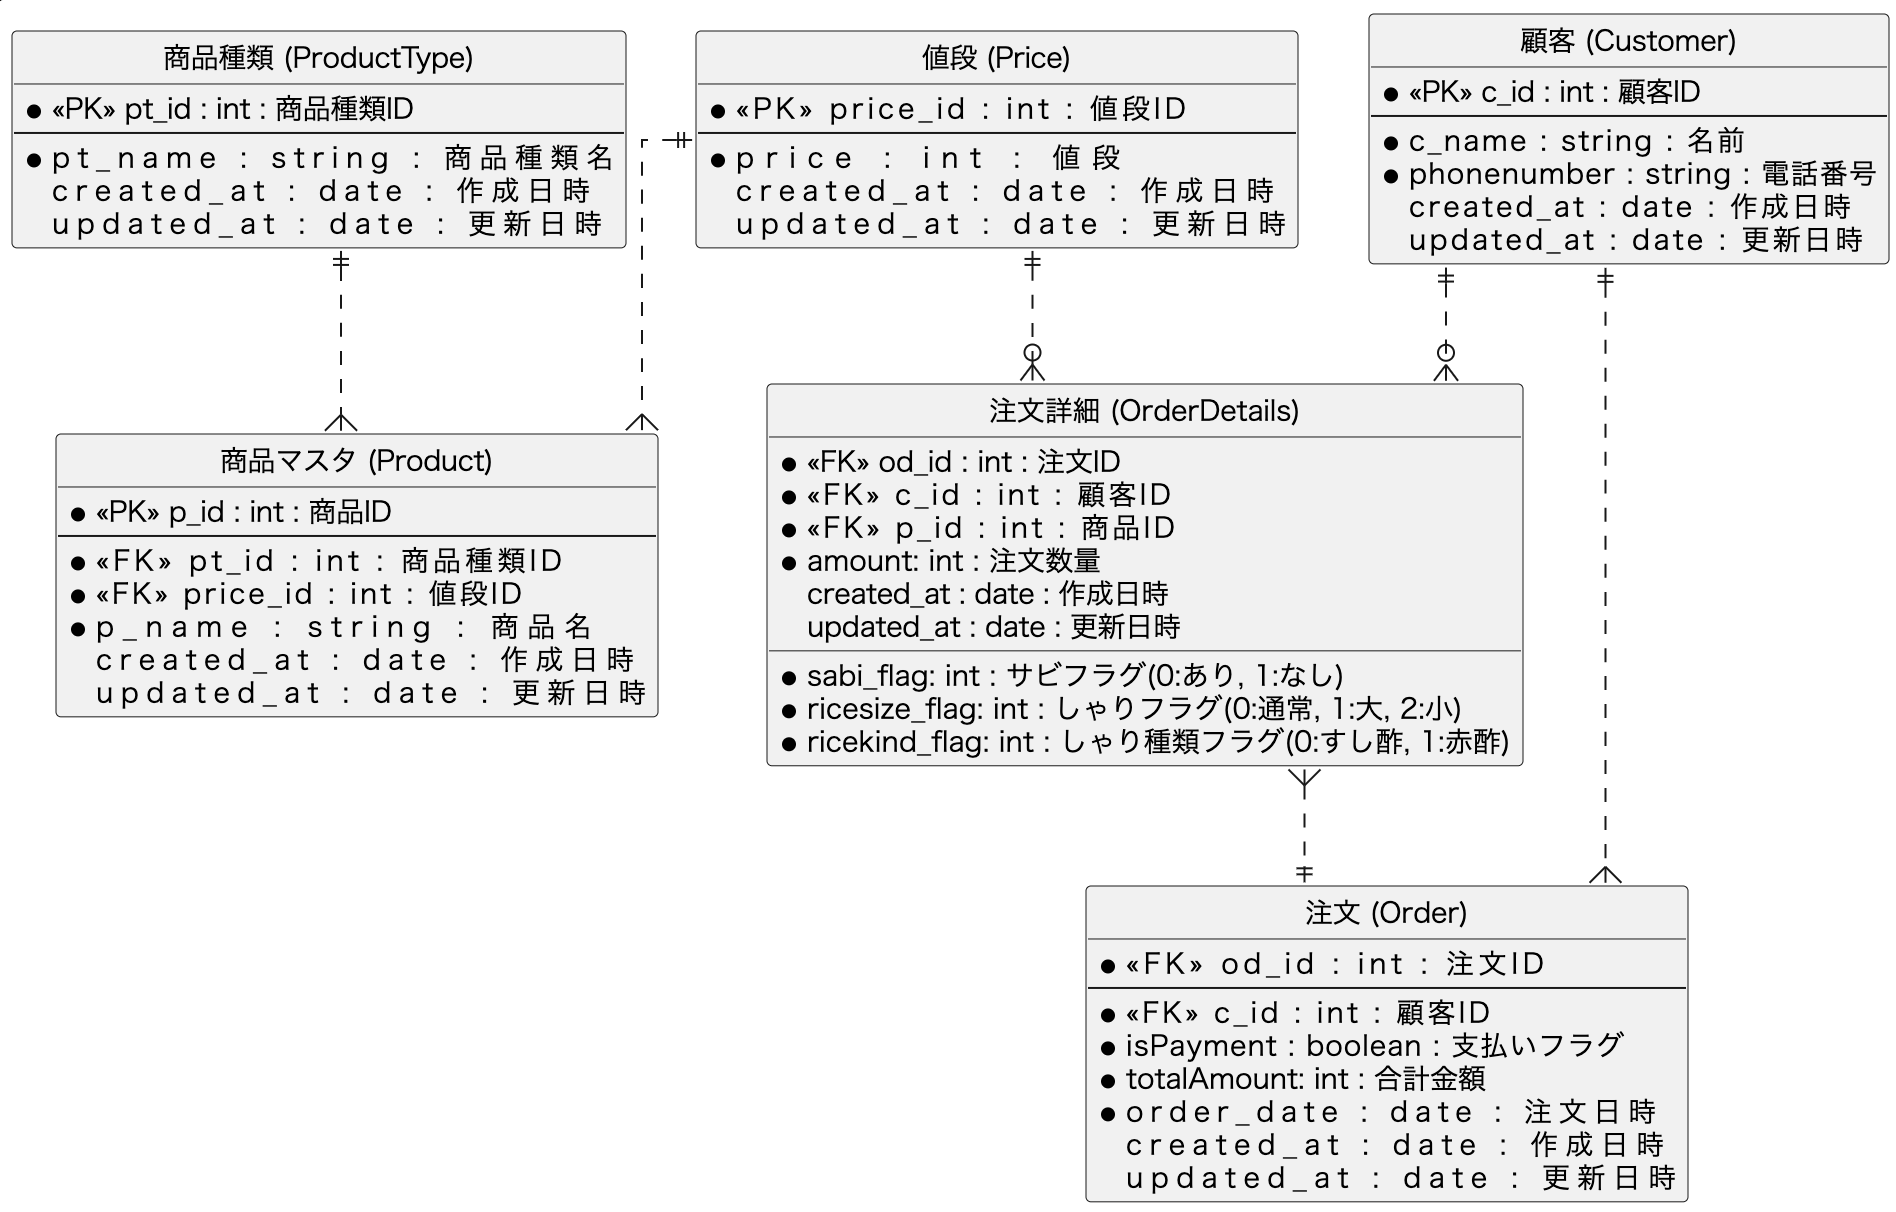 商品種類 (ProductType)
«PK» pt_id : int : 商品種類ID
pt_name : string : 商品種類名
created_at : date : 作成日時
updated_at : date : 更新日時
値段 (Price)
«PK» price_id : int : 値段ID
price : int : 値段
created_at : date : 作成日時
updated_at : date : 更新日時
顧客 (Customer)
«PK» c_id : int : 顧客ID
c_name : string : 名前
phonenumber : string : 電話番号
created_at : date : 作成日時
updated_at : date : 更新日時
商品マスタ (Product)
«PK» p_id : int : 商品ID
«FK» pt_id : int : 商品種類ID
«FK» price_id : int : 値段ID
p_name : string : 商品名
created_at : date : 作成日時
updated_at : date : 更新日時
注文詳細 (OrderDetails)
«FK» od_id : int : 注文ID
«FK» c_id : int : 顧客ID
«FK» p_id : int : 商品ID
amount: int : 注文数量
created_at : date : 作成日時
updated_at : date : 更新日時
sabi_flag: int : サビフラグ(0:あり, 1:なし)
ricesize_flag: int : しゃりフラグ(0:通常, 1:大, 2:小)
ricekind_flag: int : しゃり種類フラグ(0:すし酢, 1:赤酢)
注文 (Order)
«FK» od_id : int : 注文ID
«FK» c_id : int : 顧客ID
isPayment : boolean : 支払いフラグ
totalAmount: int : 合計金額
order_date : date : 注文日時
created_at : date : 作成日時
updated_at : date : 更新日時